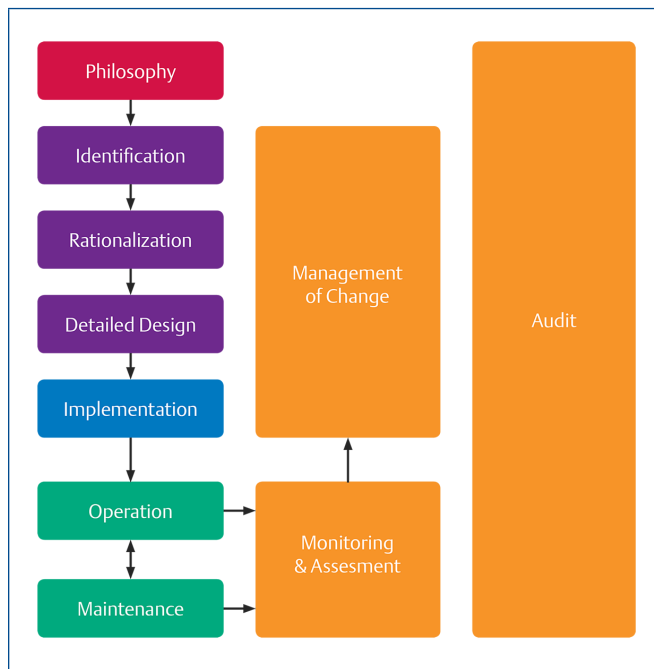 Philosophy
Identification
Rationalization
Detailed Design
Implementation
Operation
Maintenance
Management
of Change
Monitoring
& Assesment
Audit